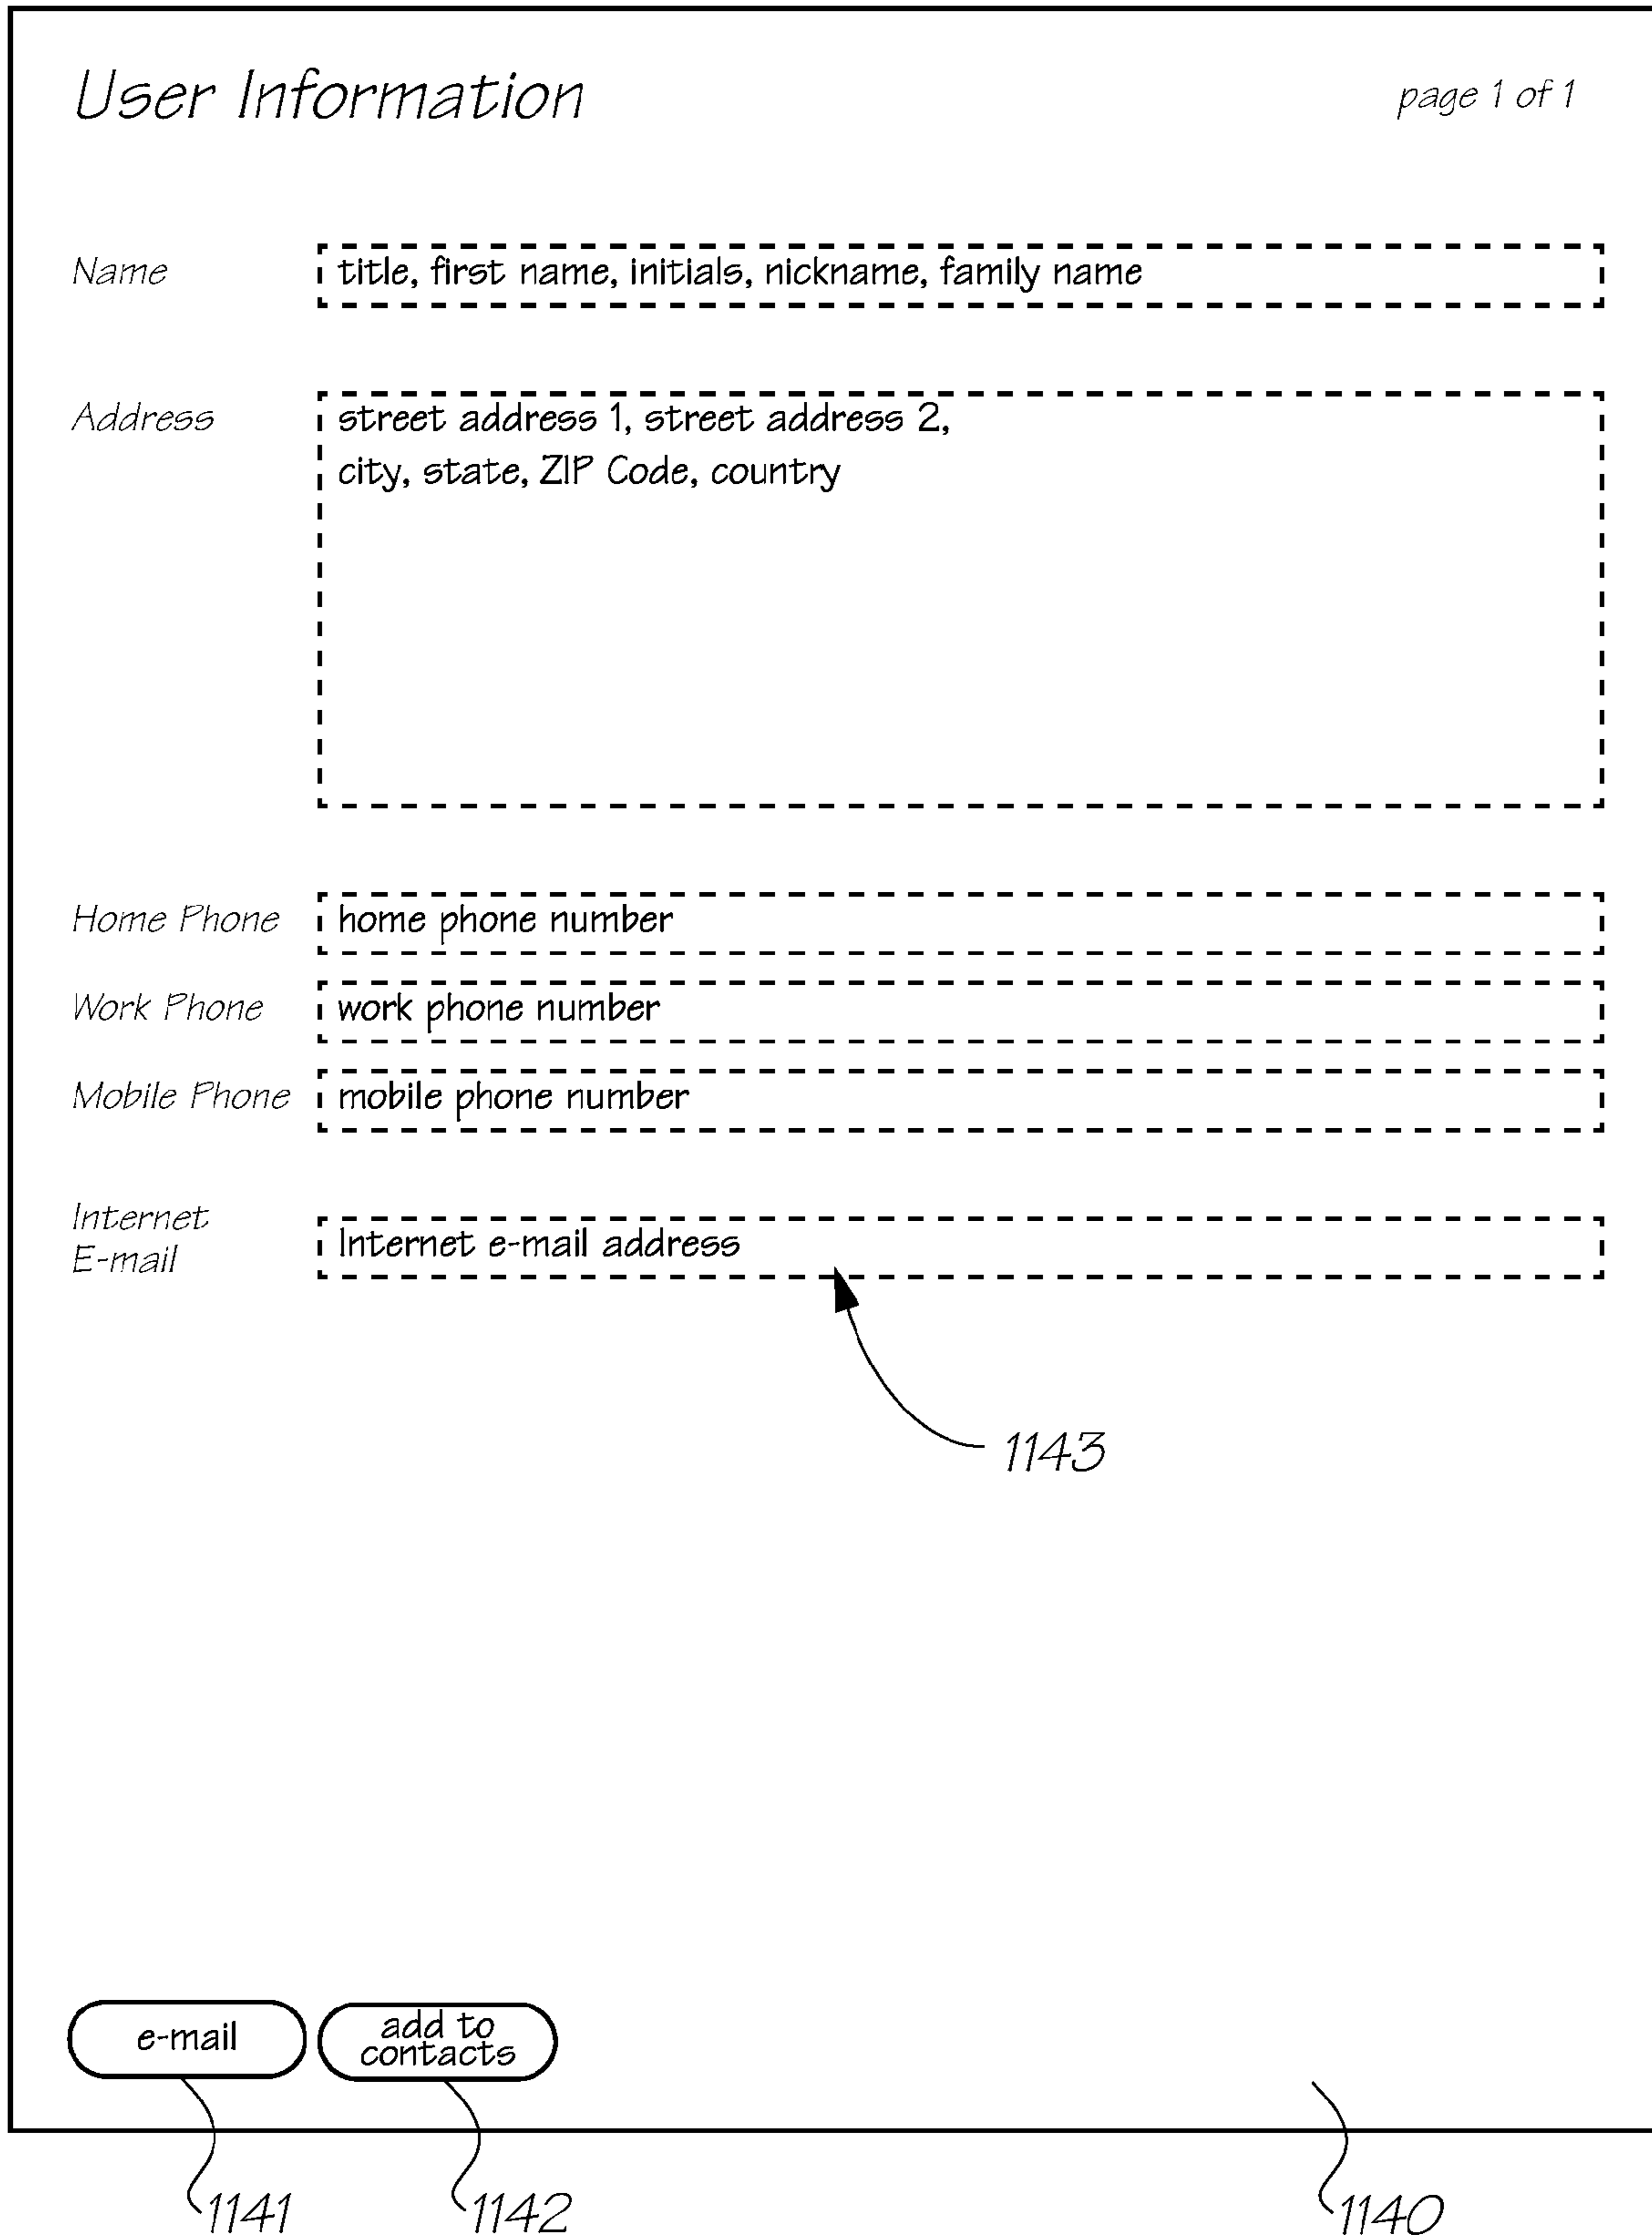 User Information
page 1 of 1
Name
title, first name, initials, nickname, family name
Address
street address 1, street address 2,
city, state, ZIP Code, country
Home Phone
home phone number
Work Phone
work phone number
Mobile Phone
mobile phone number
Internet
E-mail
Internet e-mail address
1143
e-mail
add to
contacts
1141
1142
1140